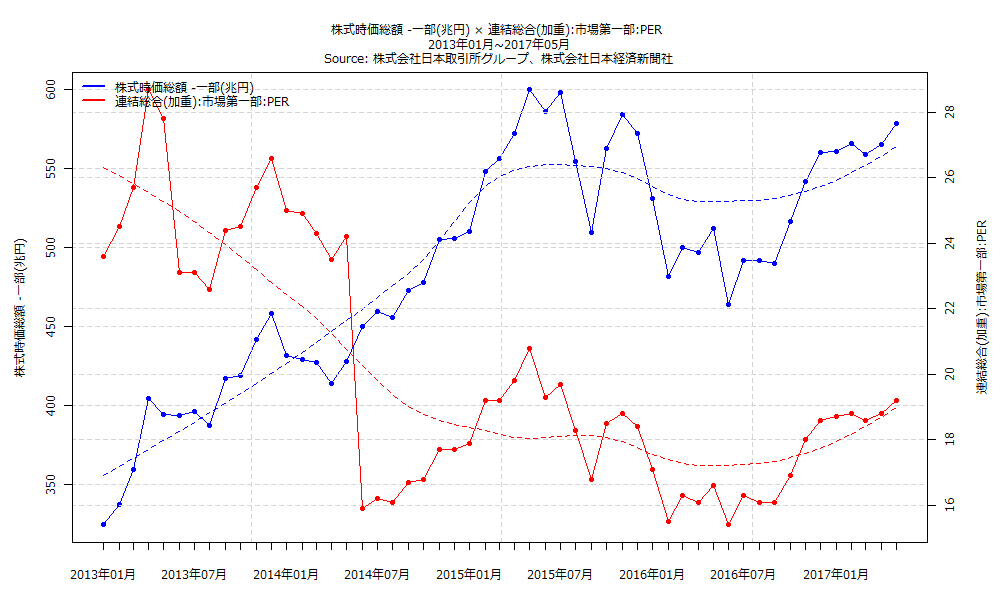 株式時価総額 -一部(兆円) × 連結総合(加重):市場第一部:PER
2013年01月~2017年05月
Source: 株式会社日本取引所グループ、株式会社日本経済新聞社
株式時価総額 -一部(兆円)
連結総合(加重):市場第一部:PER
株式時価総額 -一部(兆円)
600
550
500
450
400
350
28
26
24
22
20
18
16
連結総合(加重):市場第一部:PER
2013年01月 2013年07月 2014年01月 2014年07月 2015年01月 2015年07月 2016年01月 2016年07月 2017年01月